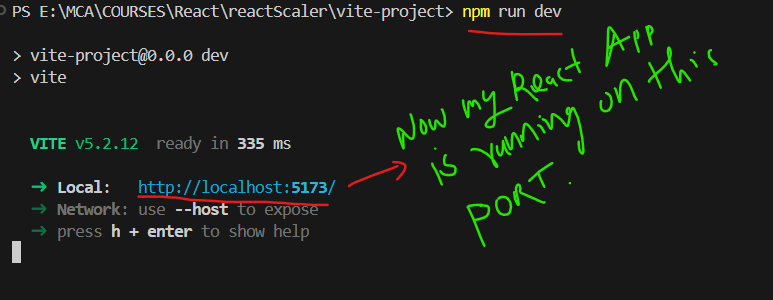 PS E:\MCA\COURSES\React\reactScaler\vite-project> npm run dev
> vite-project@0.0.0 dev
> vite
VITE v5.2.12 ready in 335 ms
➜ Local: http://localhost:5173/
➜ Network: use --host to expose
➜ press h + enter to show help
Now my React App
is running on this
PORT.